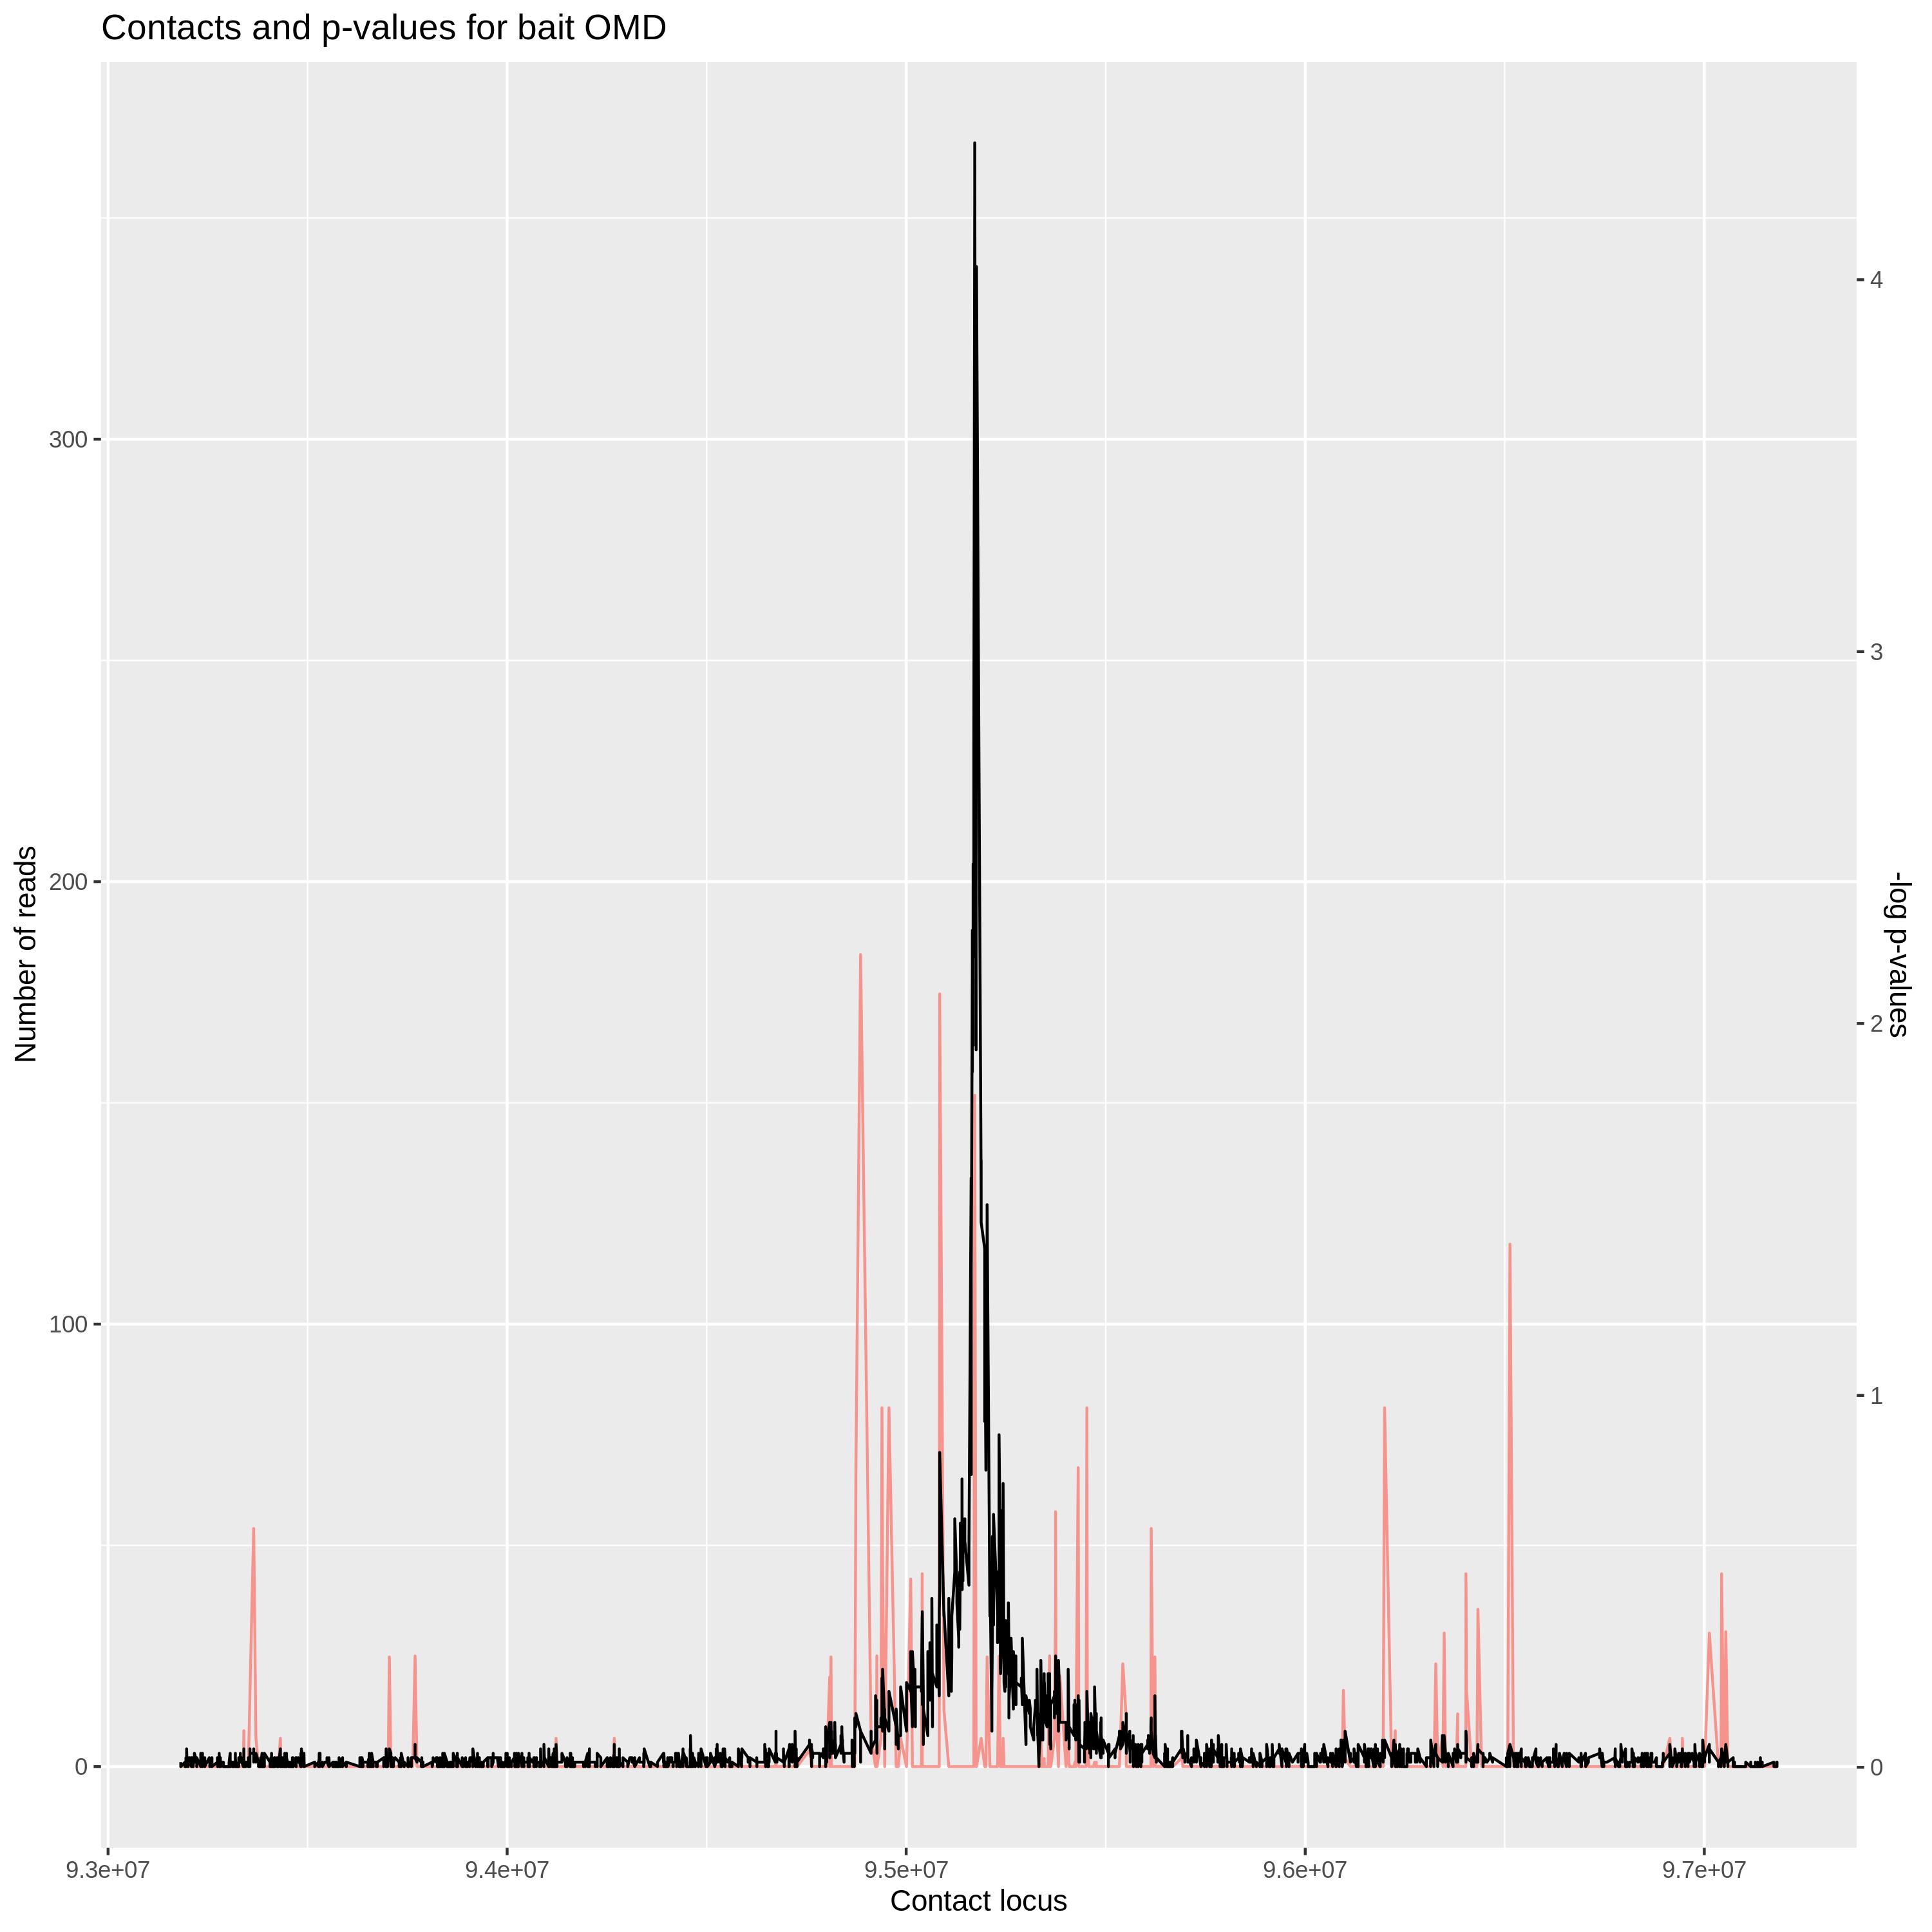 Contacts and p-values for bait OMD
Number of reads
300
200
100
0
4
3
2
1
0
-log p-values
9.3e+07 9.4e+07 9.5e+07 9.6e+07 9.7e+07
Contact locus